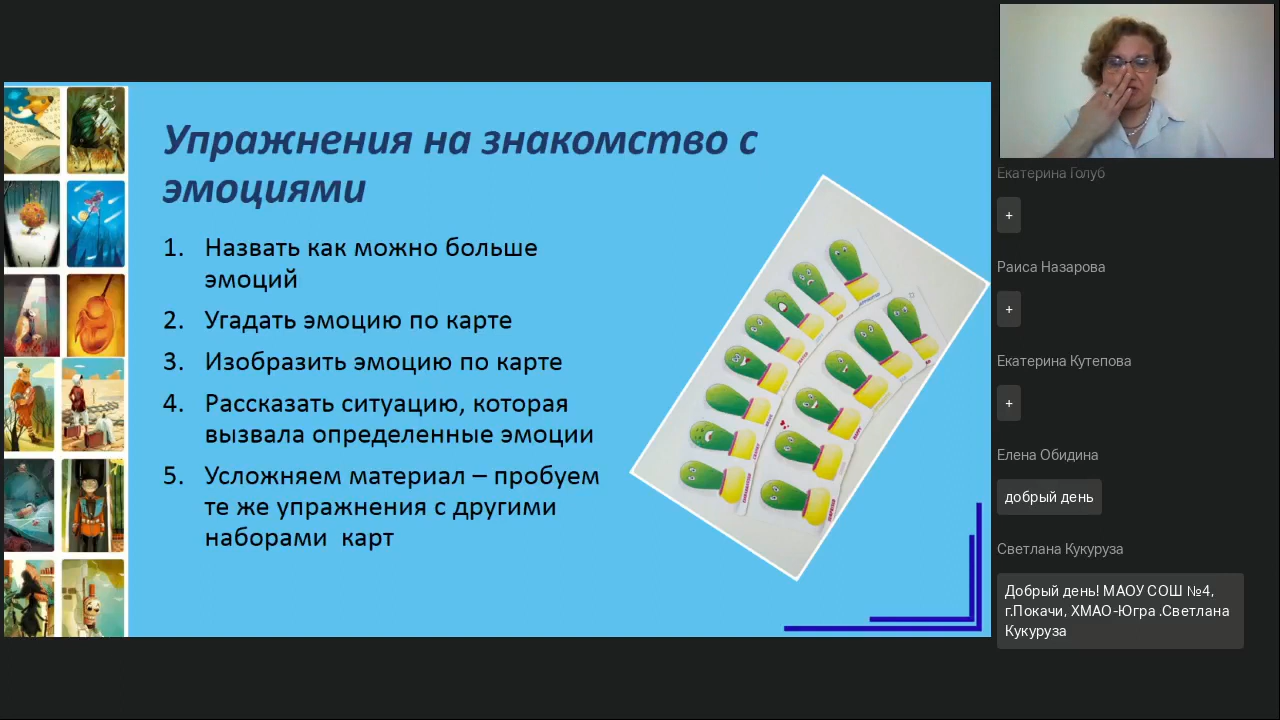 Упражнения на знакомство с
эмоциями
1. Назвать как можно больше
эмоций
2. Угадать эмоцию по карте
3. Изобразить эмоцию по карте
4. Рассказать ситуацию, которая
вызвала определенные эмоции
5. Усложняем материал – пробуем
те же упражнения с другими
наборами карт
Екатерина Голуб
+
Раиса Назарова
+
Екатерина Кутепова
+
Елена Обидина
добрый день
Светлана Кукуруза
Добрый день! МАОУ СОШ №4,
г.Покачи, ХМАО-Югра .Светлана
Кукуруза